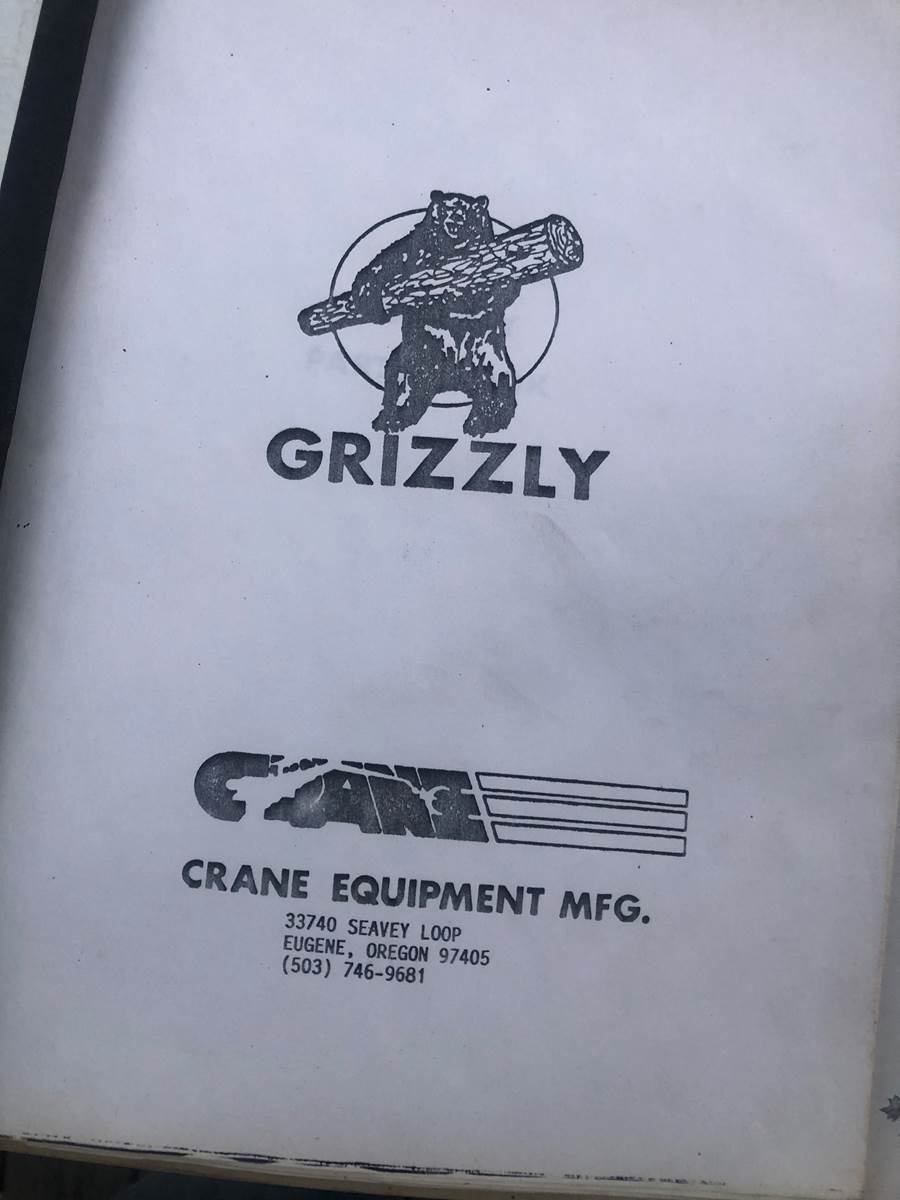 GRIZZLY
CRANE
CRANE EQUIPMENT MFG.
33740 SEAVEY LOOP
EUGENE, OREGON 97405
(503) 746-9681